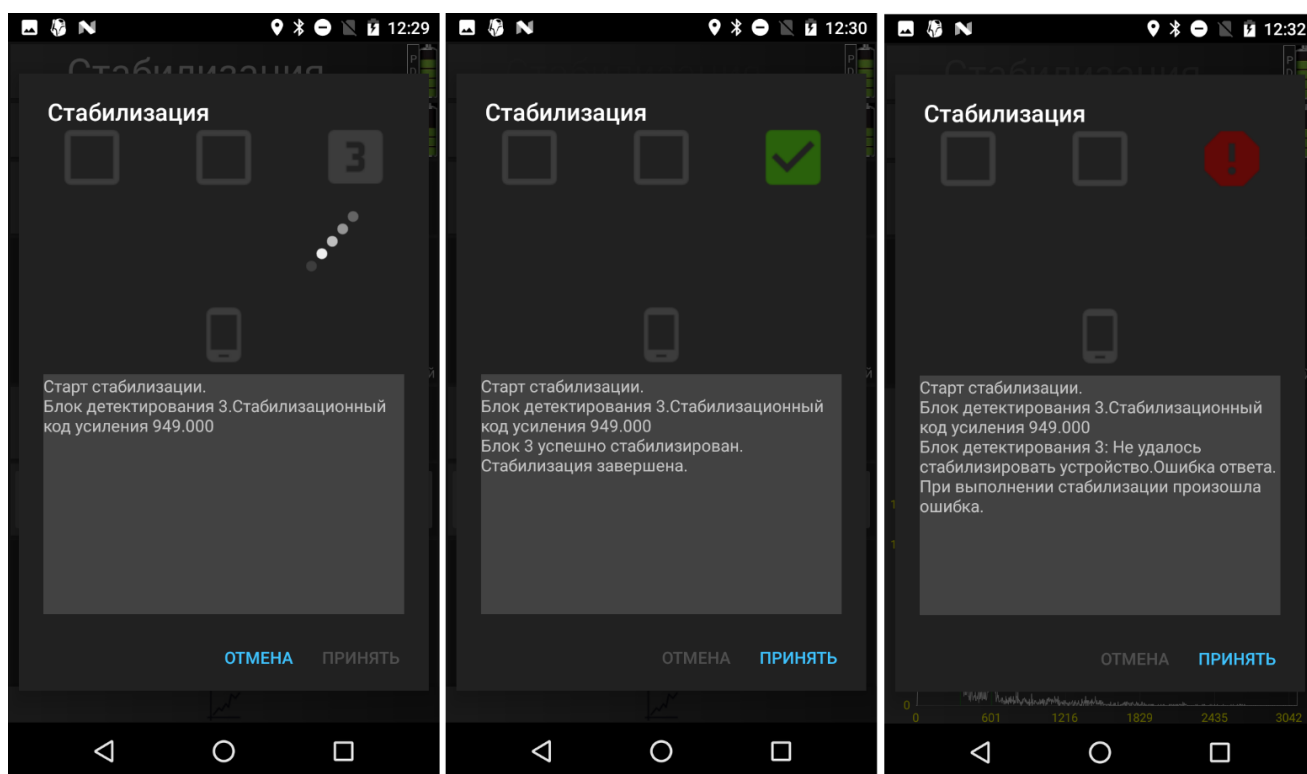 12:29
Стабилизация
P
Стабилизация
3
Старт стабилизации.
Блок детектирования 3.Стабилизационный
код усиления 949.000
й
ОТМЕНА ПРИНЯТЬ
12:30
P
Стабилизация
Старт стабилизации.
Блок детектирования 3.Стабилизационный
код усиления 949.000
Блок 3 успешно стабилизирован.
Стабилизация завершена.
й
ОТМЕНА ПРИНЯТЬ
12:32
Стабилизация
P
Стабилизация
Старт стабилизации.
Блок детектирования 3.Стабилизационный
код усиления 949.000
Блок детектирования 3: Не удалось
стабилизировать устройство.Ошибка ответа.
При выполнении стабилизации произошла
ошибка.
ОТМЕНА ПРИНЯТЬ
0
0 601 1216 1829 2435 3042